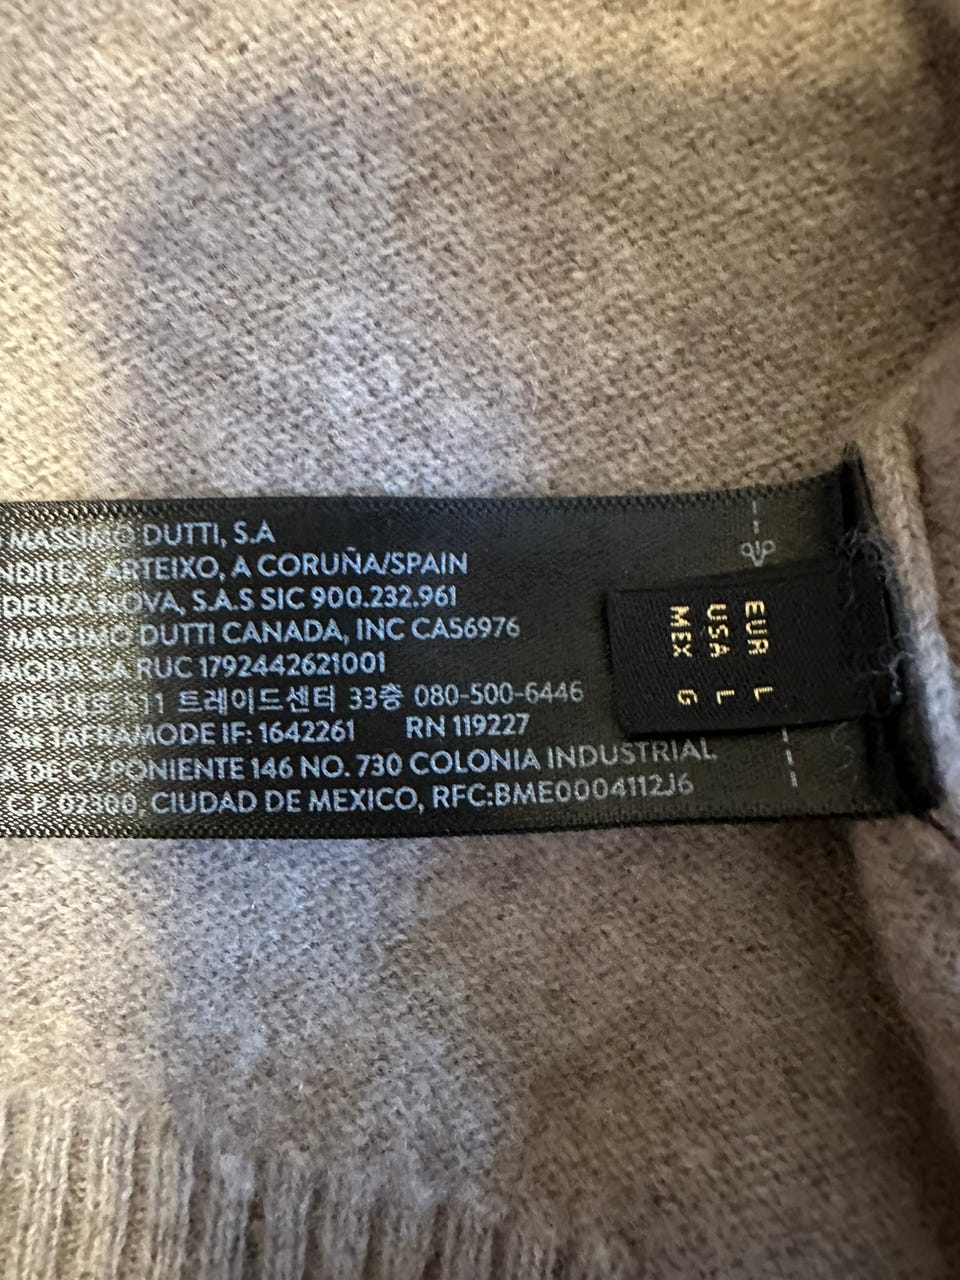 MASSIMO DUTTI, S.A
ARTEIXO, A CORUÑA/SPAIN
NOVA, S.A.S SIC 900.232.961
MASSIMO DUTTI CANADA, INC CA56976
MODA S.A RUC 1792442621001
트레이드센터 33층 080-500-6446
TAFRAMODE IF: 1642261 RN 119227
PONIENTE 146 NO. 730 COLONIA INDUSTRIAL
C.P. 02300, CIUDAD DE MEXICO, RFC:BME0004112J6
EUR L
USA L
MEX G